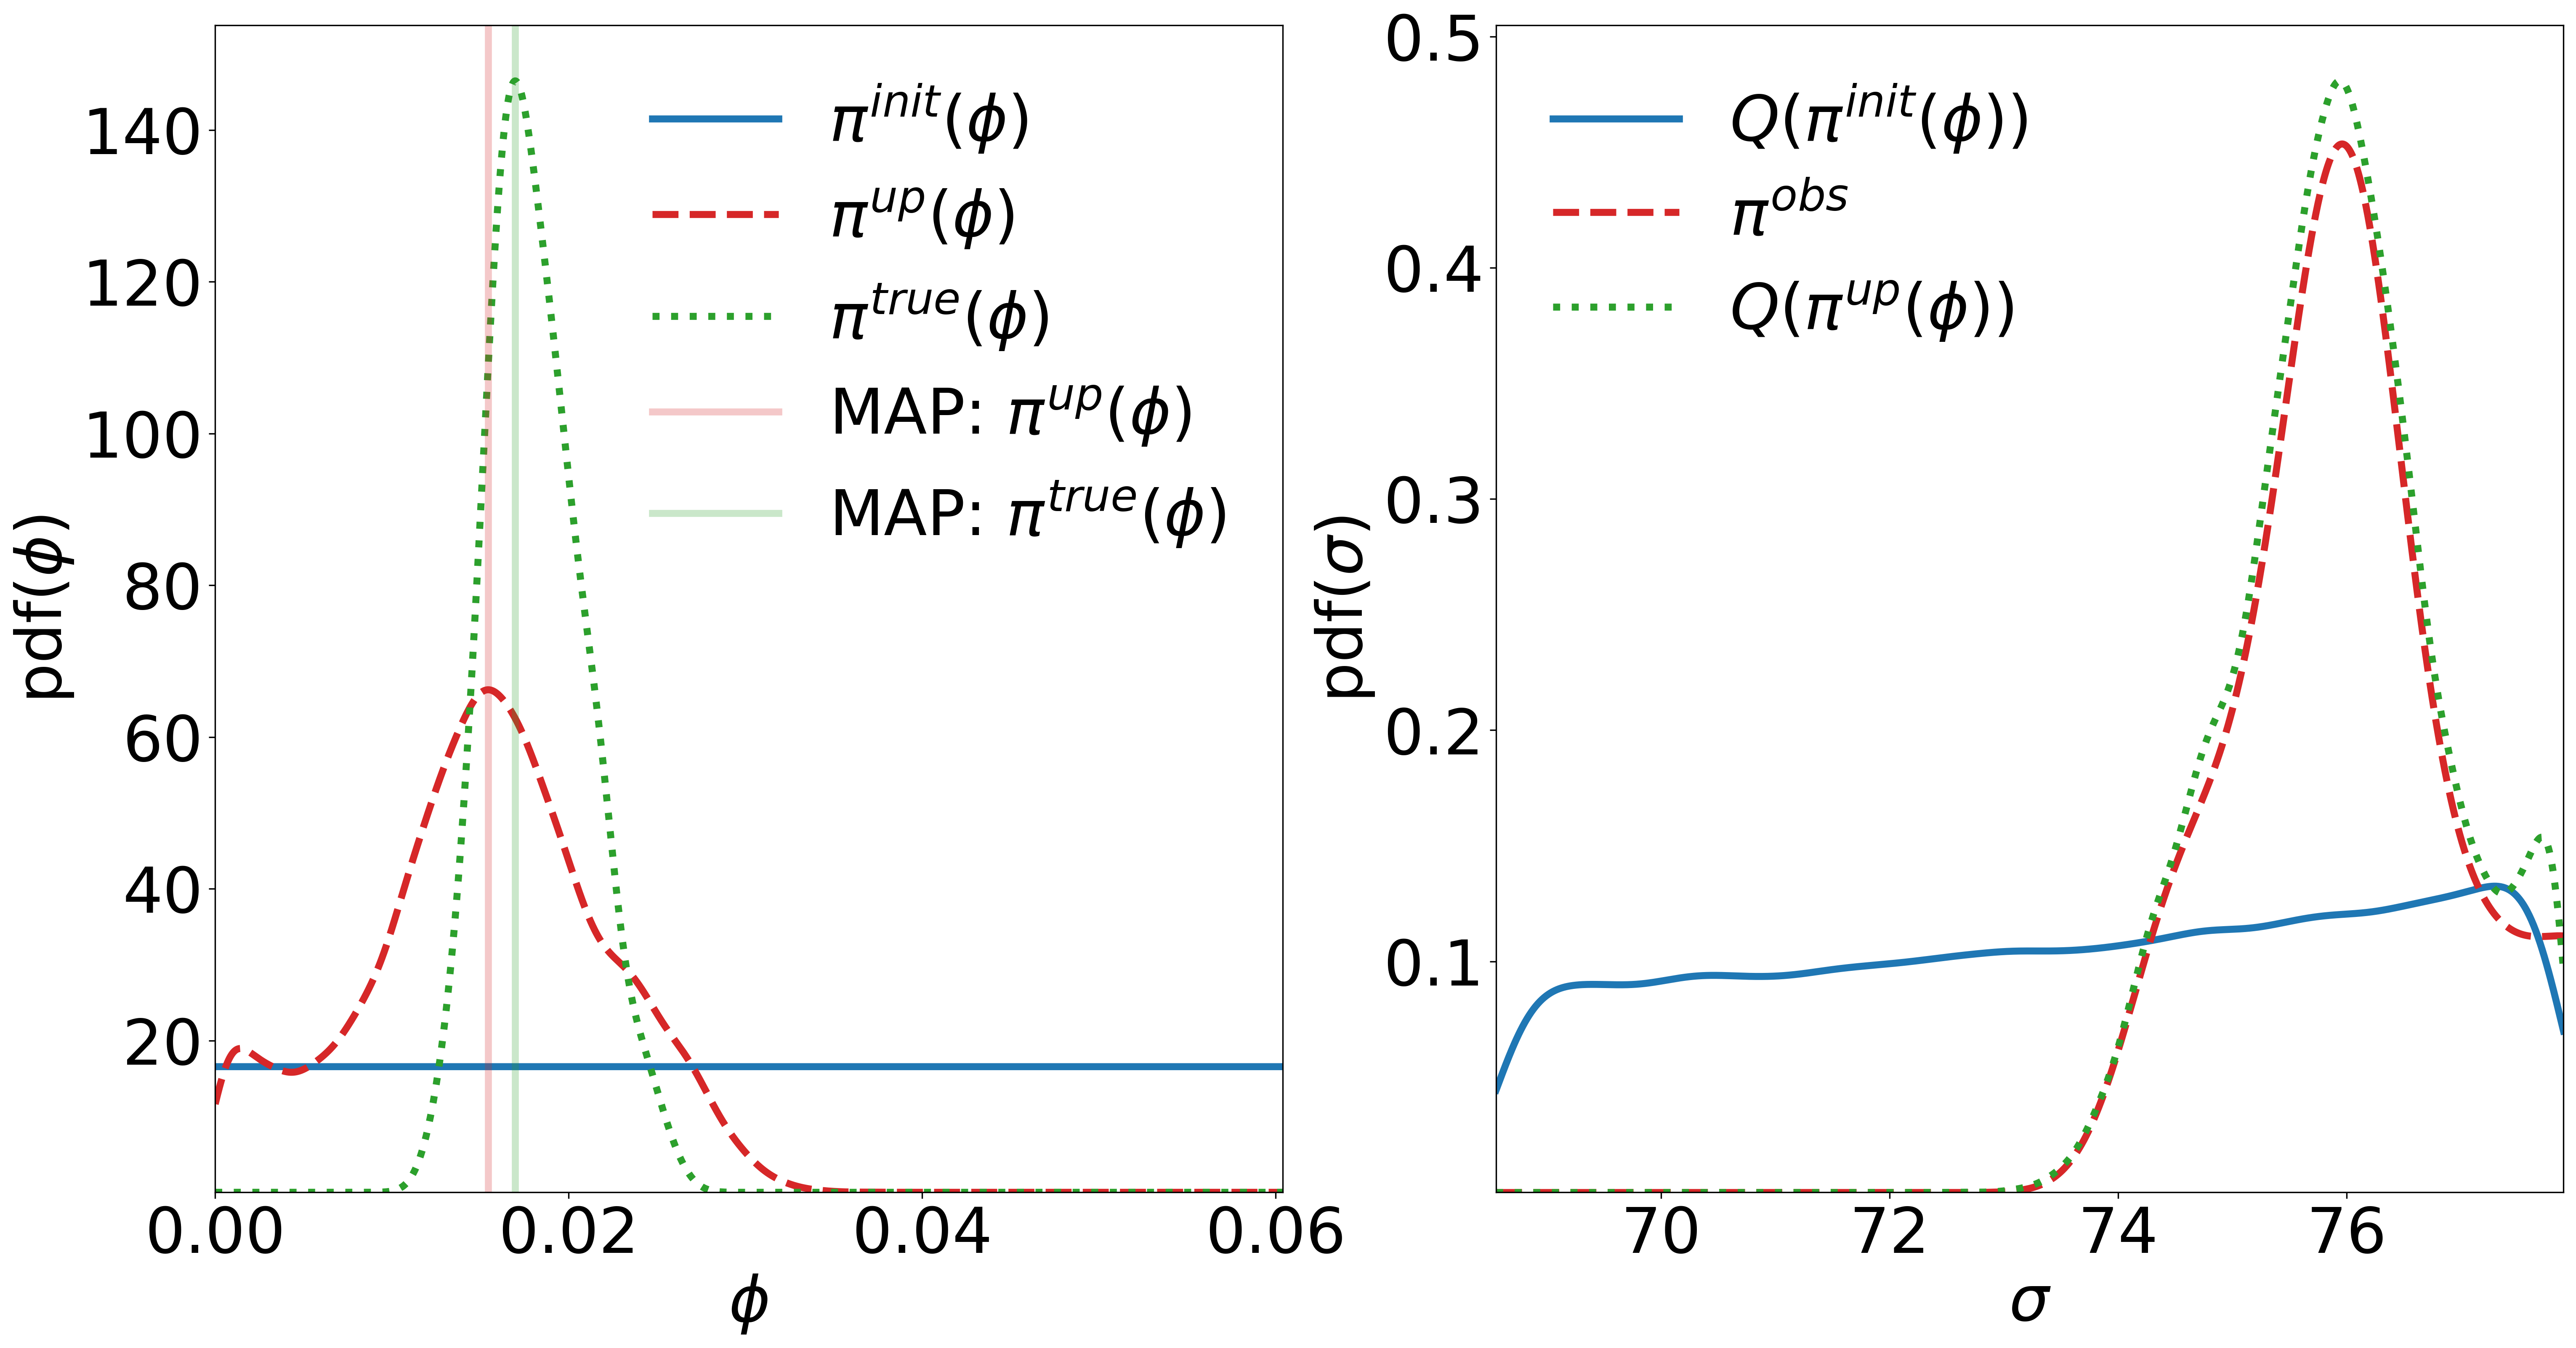 pdf(ϕ)
140
120
100
80
60
40
20
0.00 0.02 0.04 0.06
ϕ
π^{init}(ϕ)
π^{up}(ϕ)
π^{true}(ϕ)
MAP: π^{up}(ϕ)
MAP: π^{true}(ϕ)
pdf(σ)
0.5
0.4
0.3
0.2
0.1
70 72 74 76
σ
Q(π^{init}(ϕ))
π^{obs}
Q(π^{up}(ϕ))